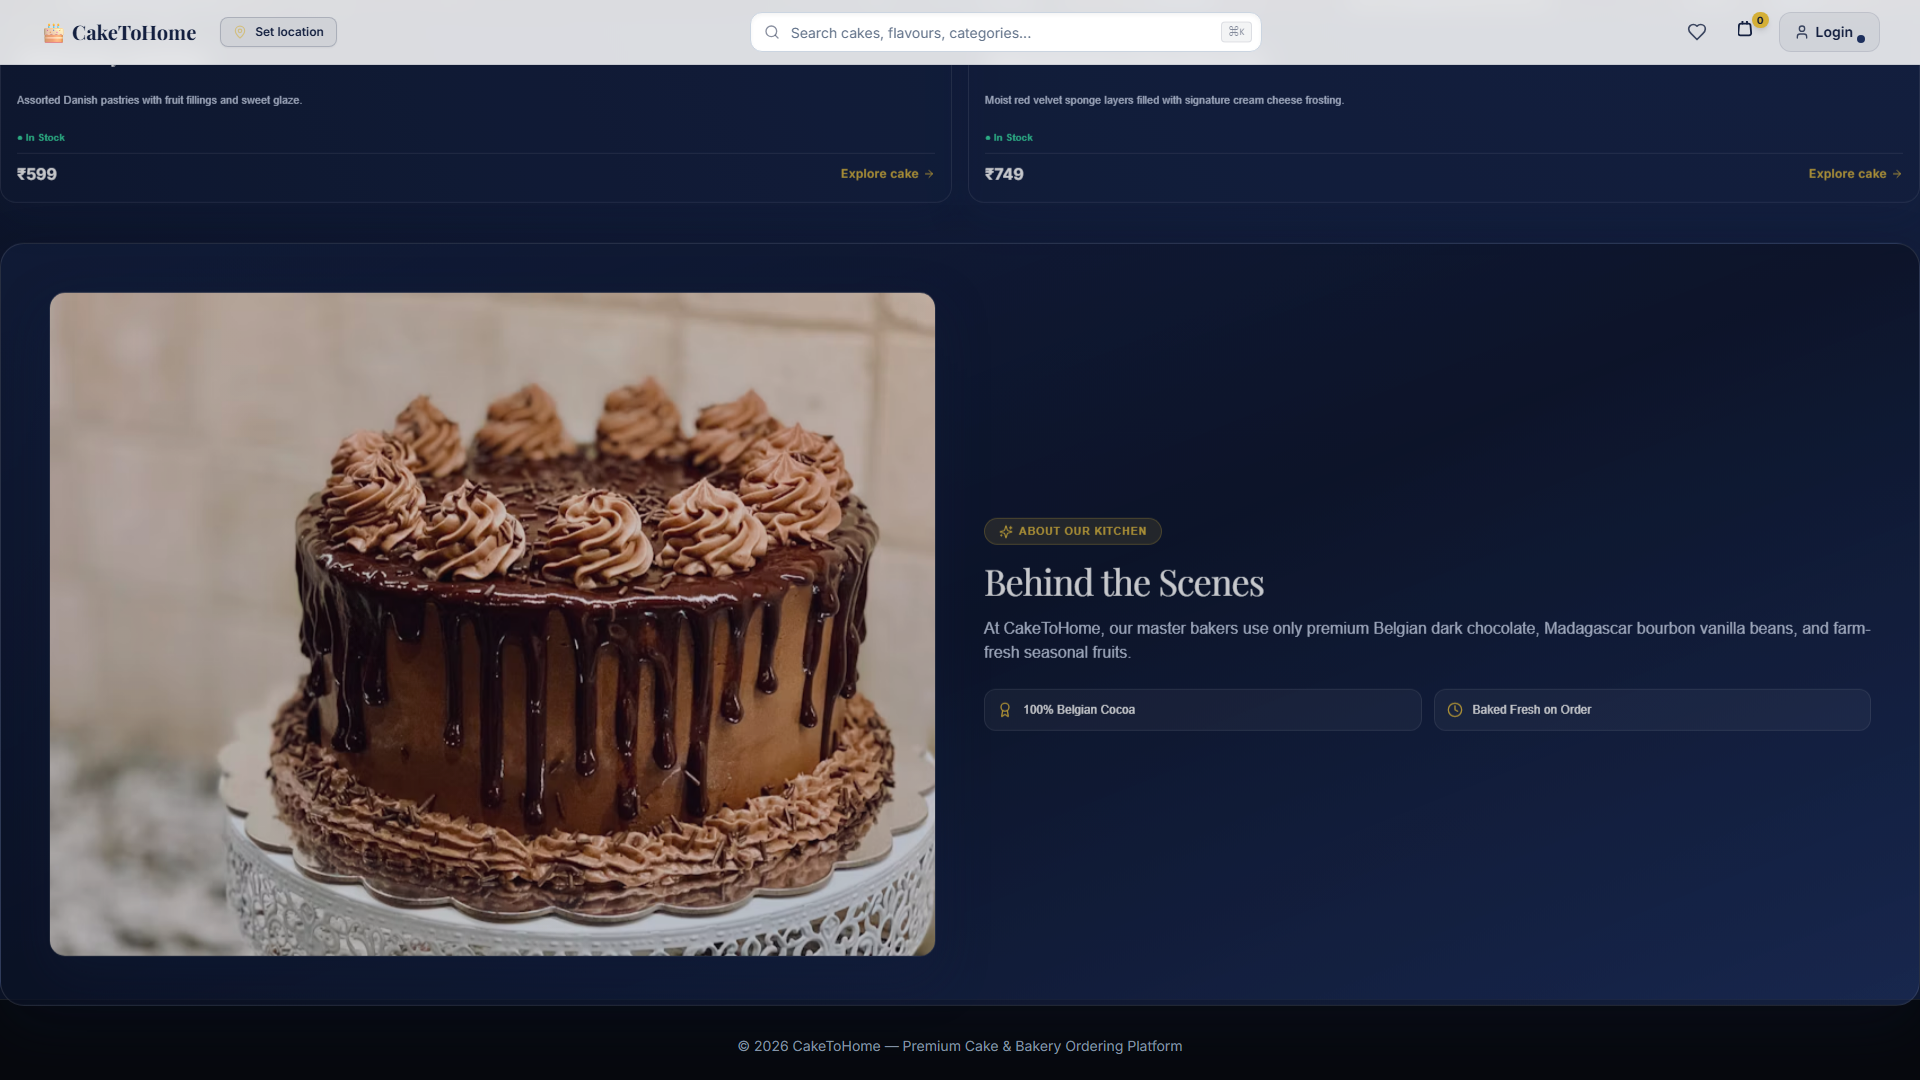 CakeToHome
Set location
Search cakes, flavours, categories...
⌘K
0
Login
Assorted Danish pastries with fruit fillings and sweet glaze.
● In Stock
₹599
Explore cake →
Moist red velvet sponge layers filled with signature cream cheese frosting.
● In Stock
₹749
Explore cake →
ABOUT OUR KITCHEN
Behind the Scenes
At CakeToHome, our master bakers use only premium Belgian dark chocolate, Madagascar bourbon vanilla beans, and farm-
fresh seasonal fruits.
100% Belgian Cocoa
Baked Fresh on Order
© 2026 CakeToHome — Premium Cake & Bakery Ordering Platform